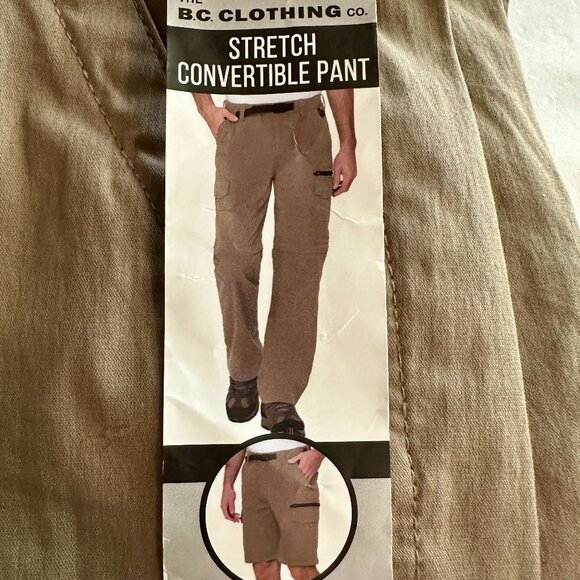 THE
B.C. CLOTHING CO.
STRETCH
CONVERTIBLE PANT